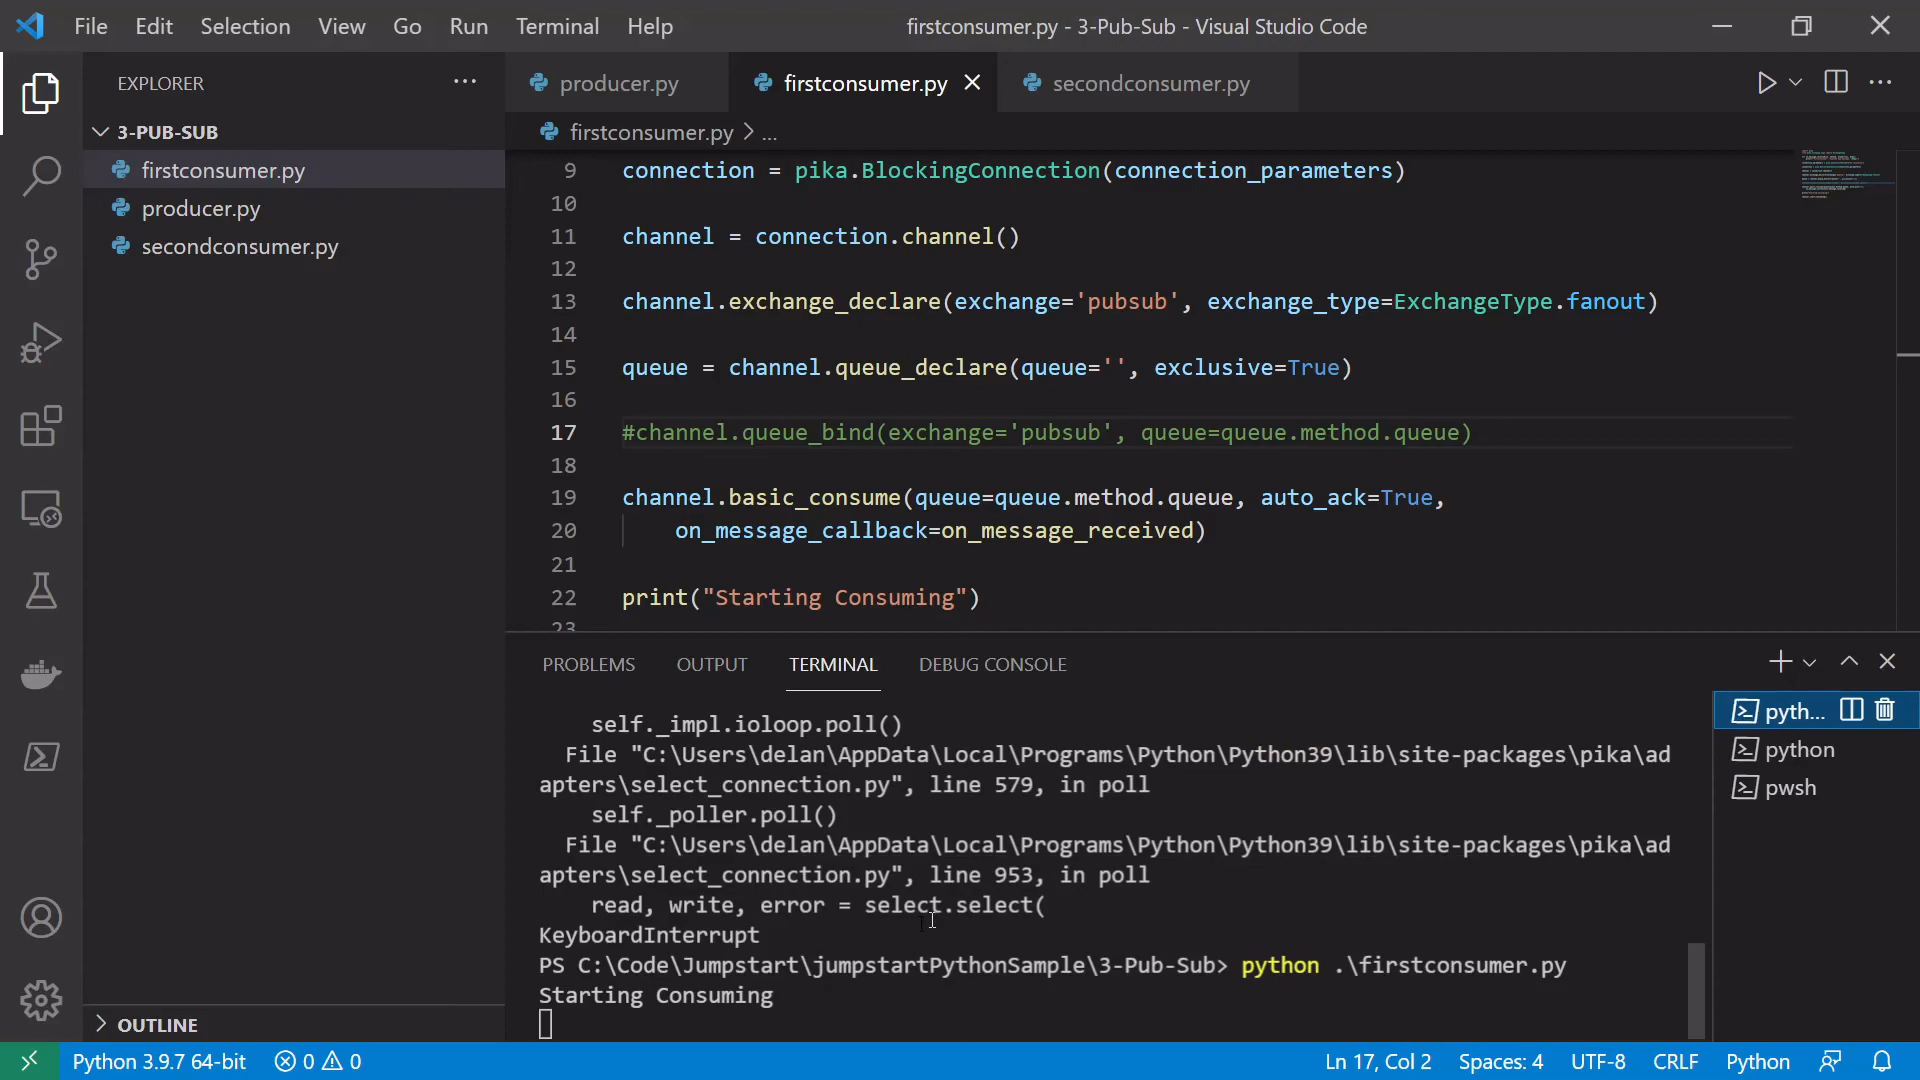 File Edit Selection View Go Run Terminal Help
firstconsumer.py - 3-Pub-Sub - Visual Studio Code
EXPLORER
3-PUB-SUB
firstconsumer.py
producer.py
secondconsumer.py
OUTLINE
producer.py
firstconsumer.py
secondconsumer.py
firstconsumer.py > ...
9 connection = pika.BlockingConnection(connection_parameters)
10
11 channel = connection.channel()
12
13 channel.exchange_declare(exchange='pubsub', exchange_type=ExchangeType.fanout)
14
15 queue = channel.queue_declare(queue='', exclusive=True)
16
17 #channel.queue_bind(exchange='pubsub', queue=queue.method.queue)
18
19 channel.basic_consume(queue=queue.method.queue, auto_ack=True,
20 on_message_callback=on_message_received)
21
22 print("Starting Consuming")
23
PROBLEMS OUTPUT TERMINAL DEBUG CONSOLE
self._impl.ioloop.poll()
File "C:\Users\delan\AppData\Local\Programs\Python\Python39\lib\site-packages\pika\ad
apters\select_connection.py", line 579, in poll
self._poller.poll()
File "C:\Users\delan\AppData\Local\Programs\Python\Python39\lib\site-packages\pika\ad
apters\select_connection.py", line 953, in poll
read, write, error = select.select(
KeyboardInterrupt
PS C:\Code\Jumpstart\jumpstartPythonSample\3-Pub-Sub> python .\firstconsumer.py
Starting Consuming
pyth...
python
pwsh
Python 3.9.7 64-bit 0 0 Ln 17, Col 2 Spaces: 4 UTF-8 CRLF Python